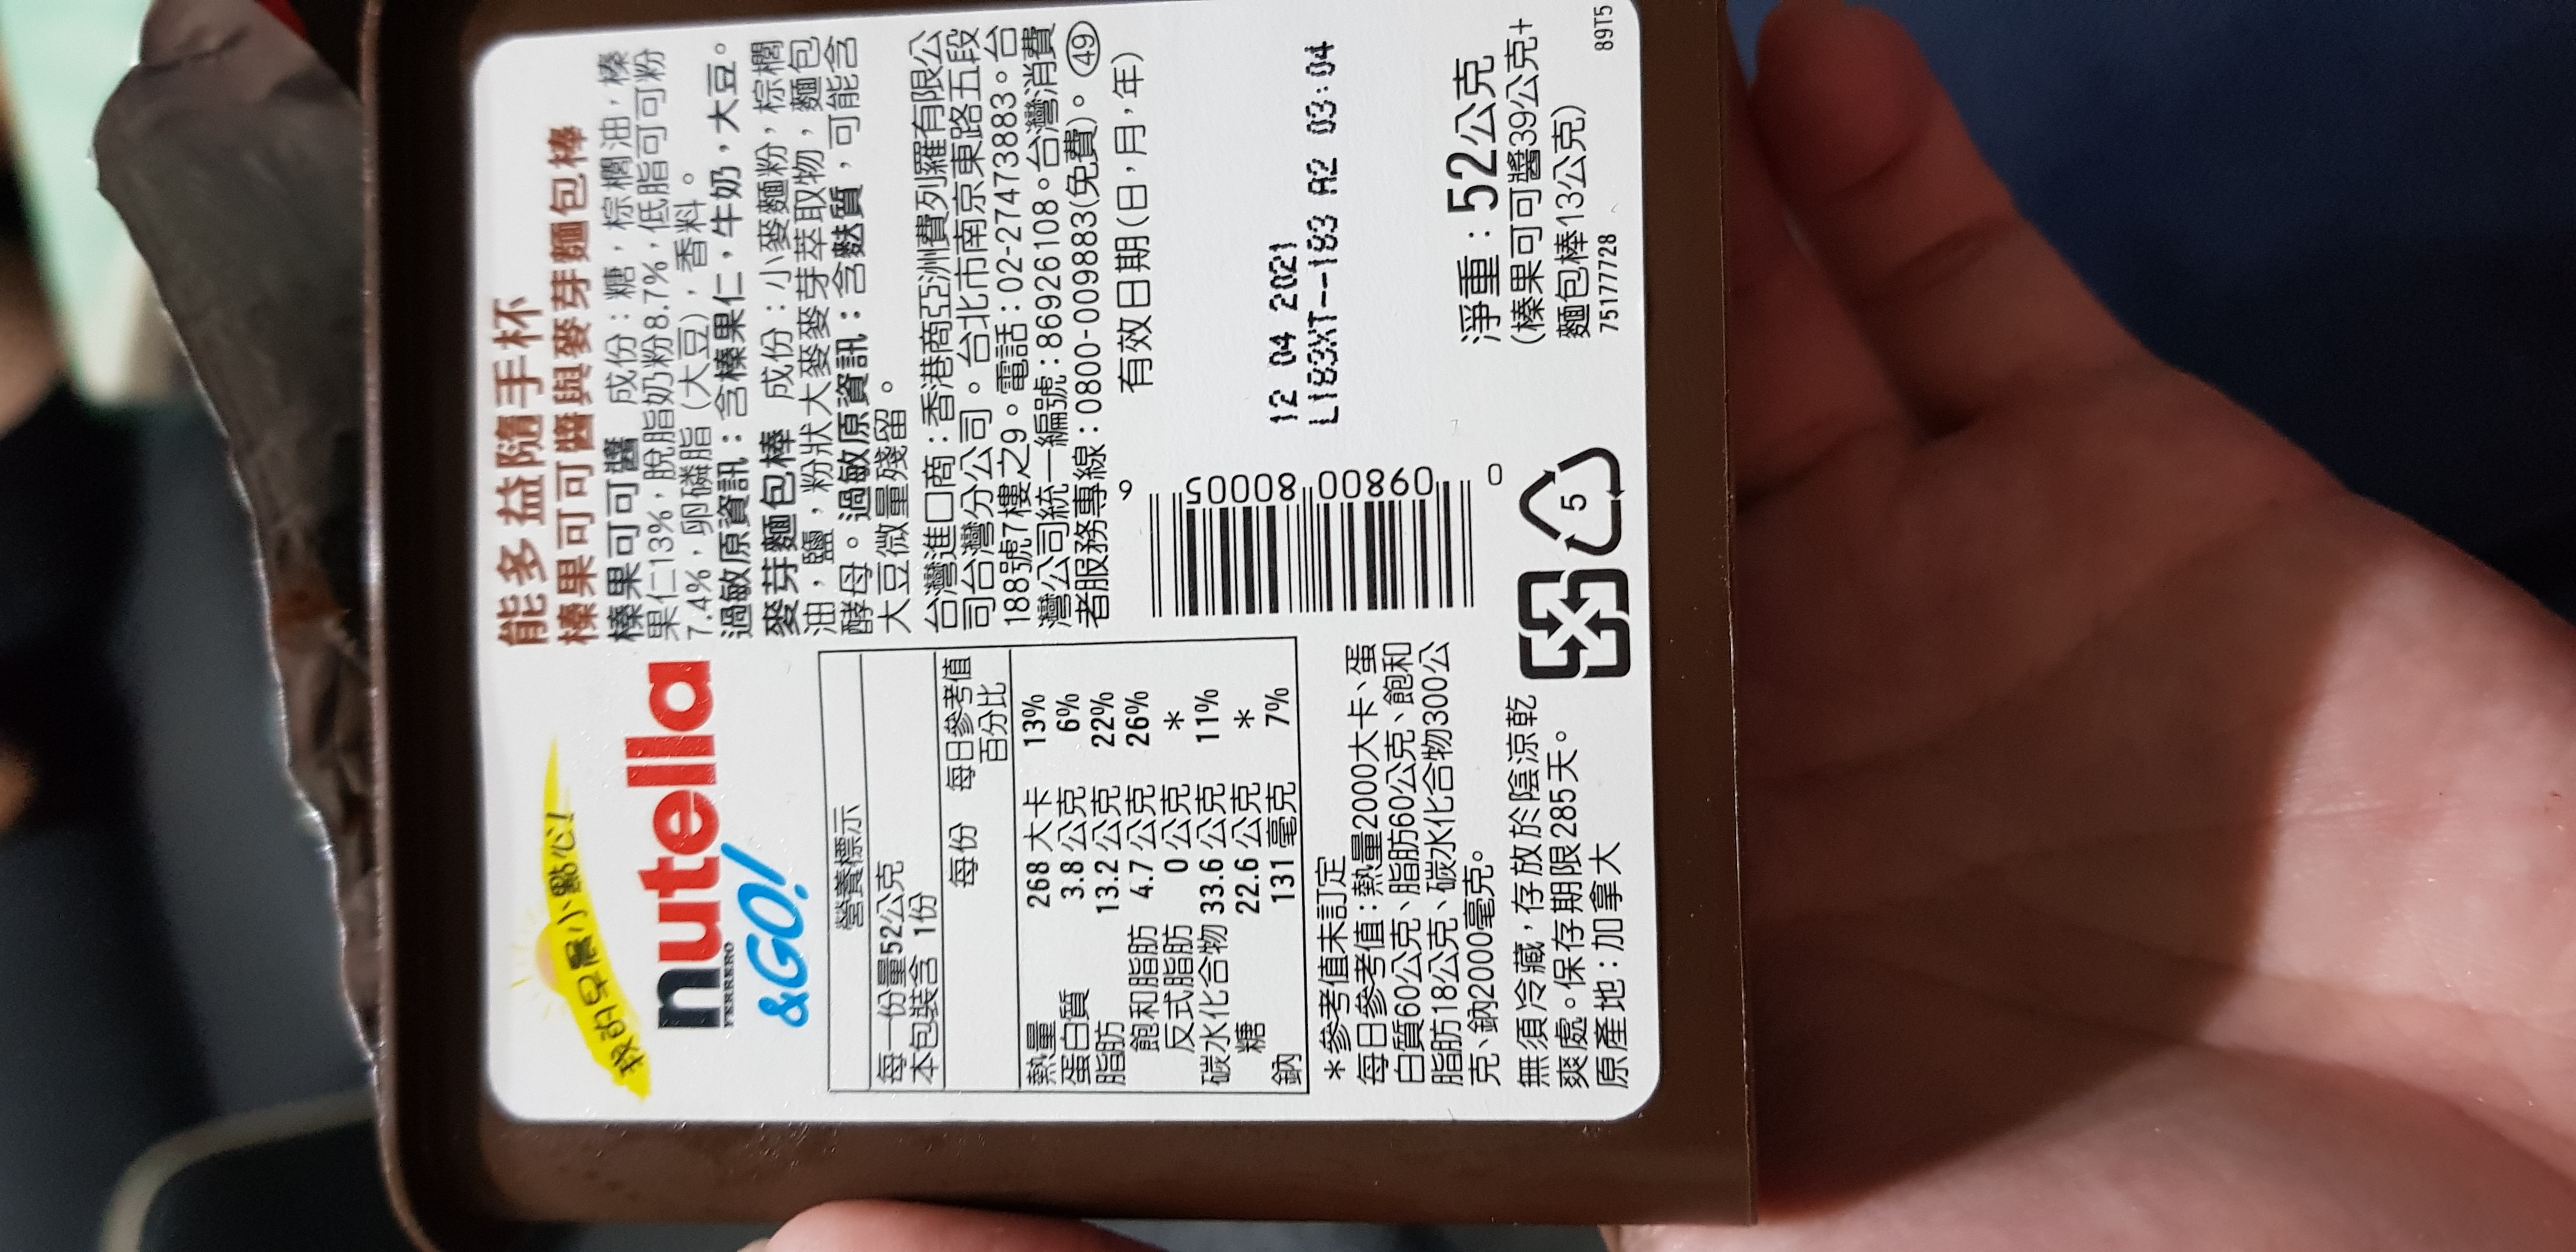 我的早晨小點心!
nutella
FERRERO
&GO!
能多益隨手杯
榛果可可醬與麥芽麵包棒
榛果可可醬 成份:糖,棕櫚油,榛
果仁13%,脫脂奶粉8.7%,低脂可可粉
7.4%,卵磷脂(大豆),香料。
過敏原資訊:含榛果仁,牛奶,大豆。
麥芽麵包棒 成份:小麥麵粉,棕櫚
油,鹽,粉狀大麥麥芽萃取物,麵包
酵母。過敏原資訊:含麩質,可能含
大豆微量殘留。
台灣進口商:香港商亞洲費列羅有限公
司台灣分公司。台北市南京東路五段
188號7樓之9。電話:02-27473883。台
灣公司統一編號:86926108。台灣消費
者服務專線:0800-009883(免費)。㊾
有效日期(日,月,年)
12 04 2021
L183XT--183 A2 03:04
0 09800 80005 9
淨重:52公克
(榛果可可醬39公克+
麵包棒13公克)
75177728
89T5
5
營養標示
每一份量52公克
本包裝含 1份
每份 每日參考值
百分比
熱量 268 大卡 13%
蛋白質 3.8 公克 6%
脂肪 13.2 公克 22%
飽和脂肪 4.7 公克 26%
反式脂肪 0 公克 *
碳水化合物 33.6 公克 11%
糖 22.6 公克 *
鈉 131 毫克 7%
*參考值未訂定
每日參考值:熱量2000大卡、蛋
白質60公克、脂肪60公克、飽和
脂肪18公克、碳水化合物300公
克、鈉2000毫克。
無須冷藏,存放於陰涼乾
爽處。保存期限285天。
原產地:加拿大